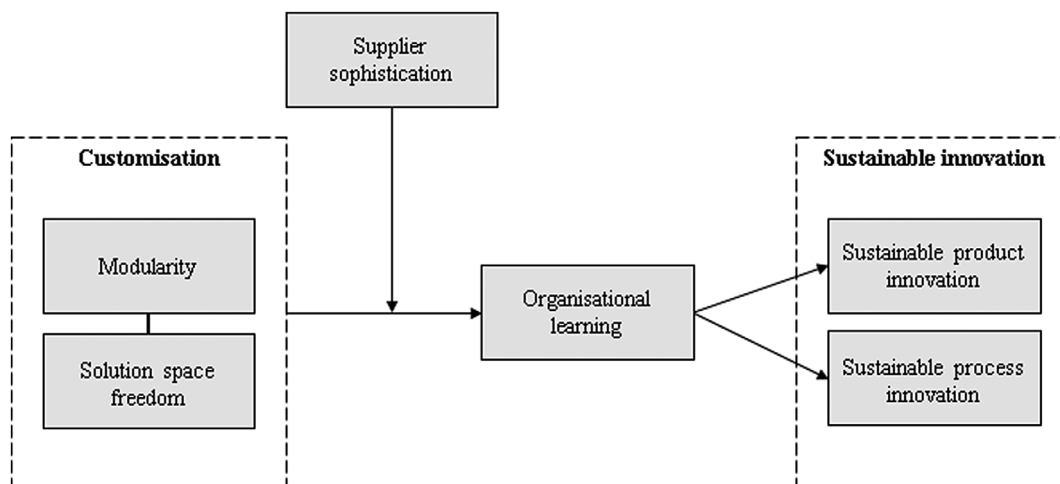 Supplier
sophistication
Customisation
Modularity
Solution space
freedom
Organisational
learning
Sustainable innovation
Sustainable product
innovation
Sustainable process
innovation